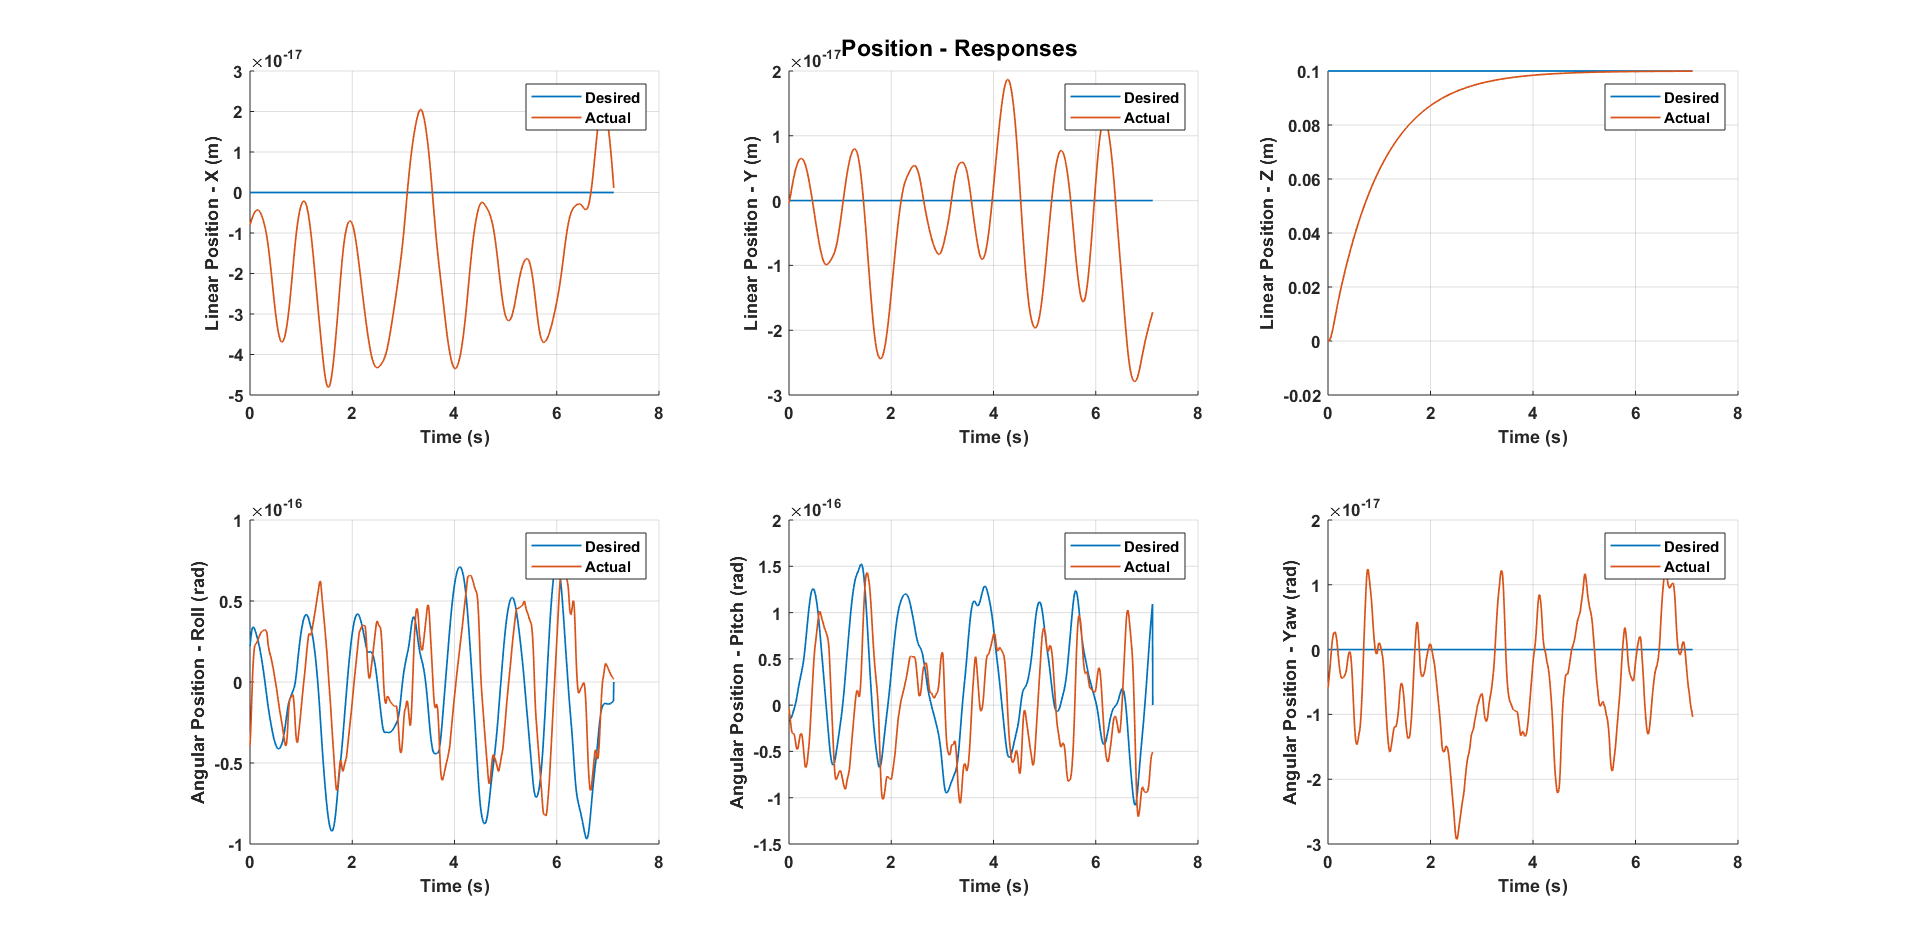 Position - Responses
×10-17
3
2
1
0
-1
-2
-3
-4
-5
0 2 4 6 8
Linear Position - X (m)
Time (s)
Desired
Actual
×10-17
2
1
0
-1
-2
-3
0 2 4 6 8
Linear Position - Y (m)
Time (s)
Desired
Actual
0.1
0.08
0.06
0.04
0.02
0
-0.02
0 2 4 6 8
Linear Position - Z (m)
Time (s)
Desired
Actual
×10-16
1
0.5
0
-0.5
-1
0 2 4 6 8
Angular Position - Roll (rad)
Time (s)
Desired
Actual
×10-16
2
1.5
1
0.5
0
-0.5
-1
-1.5
0 2 4 6 8
Angular Position - Pitch (rad)
Time (s)
Desired
Actual
×10-17
2
1
0
-1
-2
-3
0 2 4 6 8
Angular Position - Yaw (rad)
Time (s)
Desired
Actual